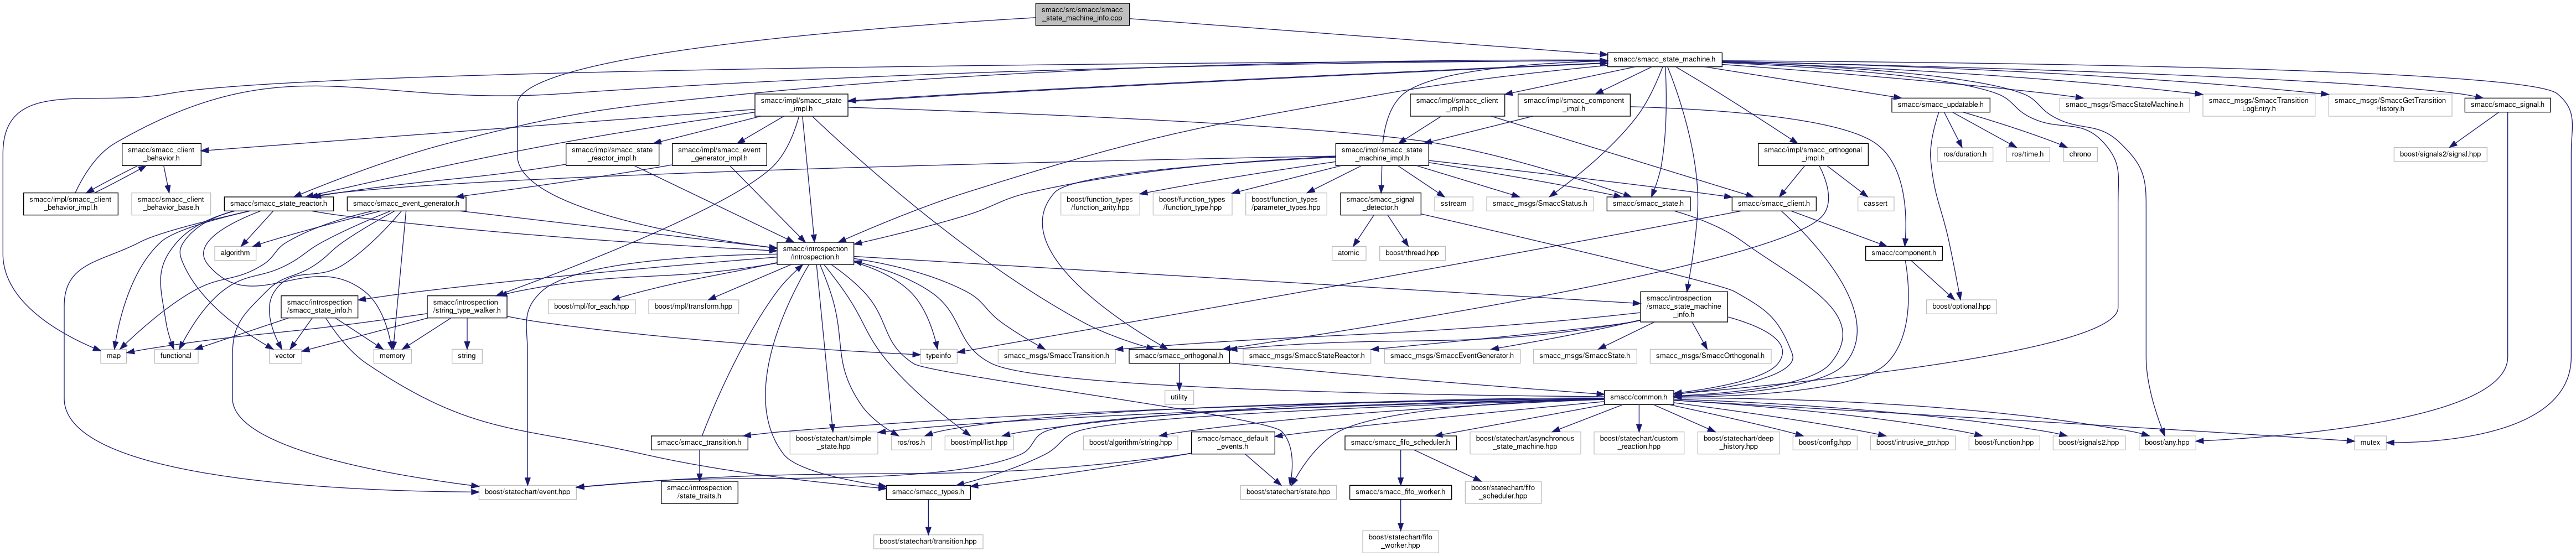 smacc/src/smacc/smacc
_state_machine_info.cpp
smacc/smacc_state_machine.h
smacc/impl/smacc_state
_impl.h
smacc/impl/smacc_client
_impl.h
smacc/impl/smacc_component
_impl.h
smacc/smacc_updatable.h
smacc_msgs/SmaccStateMachine.h
smacc_msgs/SmaccTransition
LogEntry.h
smacc_msgs/SmaccGetTransition
History.h
smacc/smacc_signal.h
smacc/smacc_client
_behavior.h
smacc/impl/smacc_state
_reactor_impl.h
smacc/impl/smacc_event
_generator_impl.h
smacc/impl/smacc_state
_machine_impl.h
smacc/impl/smacc_orthogonal
_impl.h
ros/duration.h
ros/time.h
chrono
boost/signals2/signal.hpp
smacc/impl/smacc_client
_behavior_impl.h
smacc/smacc_client
_behavior_base.h
smacc/smacc_state_reactor.h
smacc/smacc_event_generator.h
boost/function_types
/function_arity.hpp
boost/function_types
/function_type.hpp
boost/function_types
/parameter_types.hpp
smacc/smacc_signal
_detector.h
sstream
smacc_msgs/SmaccStatus.h
smacc/smacc_state.h
smacc/smacc_client.h
cassert
algorithm
smacc/introspection
/introspection.h
atomic
boost/thread.hpp
smacc/component.h
smacc/introspection
/smacc_state_info.h
smacc/introspection
/string_type_walker.h
boost/mpl/for_each.hpp
boost/mpl/transform.hpp
smacc/introspection
/smacc_state_machine
_info.h
boost/optional.hpp
map
functional
vector
memory
string
typeinfo
smacc_msgs/SmaccTransition.h
smacc/smacc_orthogonal.h
smacc_msgs/SmaccStateReactor.h
smacc_msgs/SmaccEventGenerator.h
smacc_msgs/SmaccState.h
smacc_msgs/SmaccOrthogonal.h
utility
smacc/common.h
smacc/smacc_transition.h
boost/statechart/simple
_state.hpp
ros/ros.h
boost/mpl/list.hpp
boost/algorithm/string.hpp
smacc/smacc_default
_events.h
smacc/smacc_fifo_scheduler.h
boost/statechart/asynchronous
_state_machine.hpp
boost/statechart/custom
_reaction.hpp
boost/statechart/deep
_history.hpp
boost/config.hpp
boost/intrusive_ptr.hpp
boost/function.hpp
boost/signals2.hpp
boost/any.hpp
mutex
boost/statechart/event.hpp
smacc/introspection
/state_traits.h
smacc/smacc_types.h
boost/statechart/state.hpp
smacc/smacc_fifo_worker.h
boost/statechart/fifo
_scheduler.hpp
boost/statechart/transition.hpp
boost/statechart/fifo
_worker.hpp